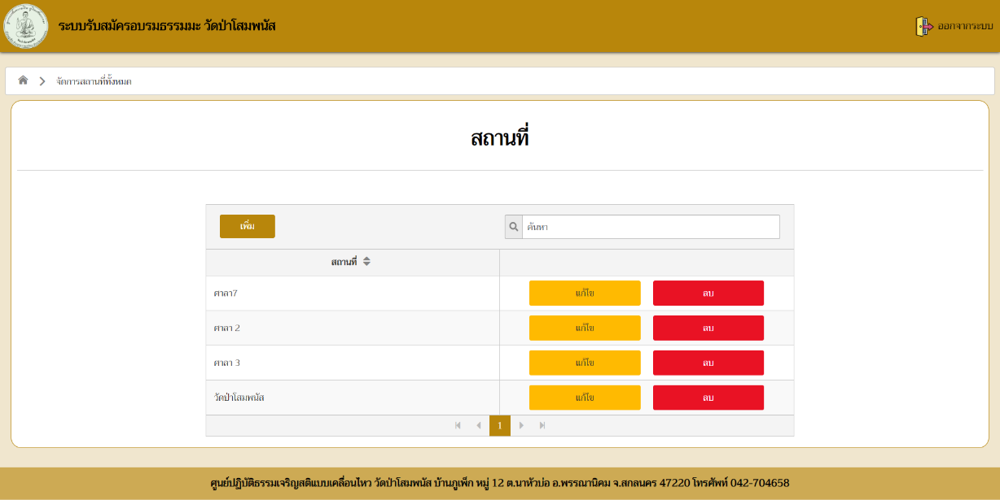 ระบบรับสมัครอบรมธรรมมะ วัดป่าโสมพนัส
ออกจากระบบ
จัดการสถานที่ทั้งหมด
สถานที่
เพิ่ม
ค้นหา
สถานที่
ศาลา7 แก้ไข ลบ
ศาลา 2 แก้ไข ลบ
ศาลา 3 แก้ไข ลบ
วัดป่าโสมพนัส แก้ไข ลบ
1
ศูนย์ปฏิบัติธรรมเจริญสติแบบเคลื่อนไหว วัดป่าโสมพนัส บ้านภูเพ็ก หมู่ 12 ต.นาหัวบ่อ อ.พรรณานิคม จ.สกลนคร 47220 โทรศัพท์ 042-704658